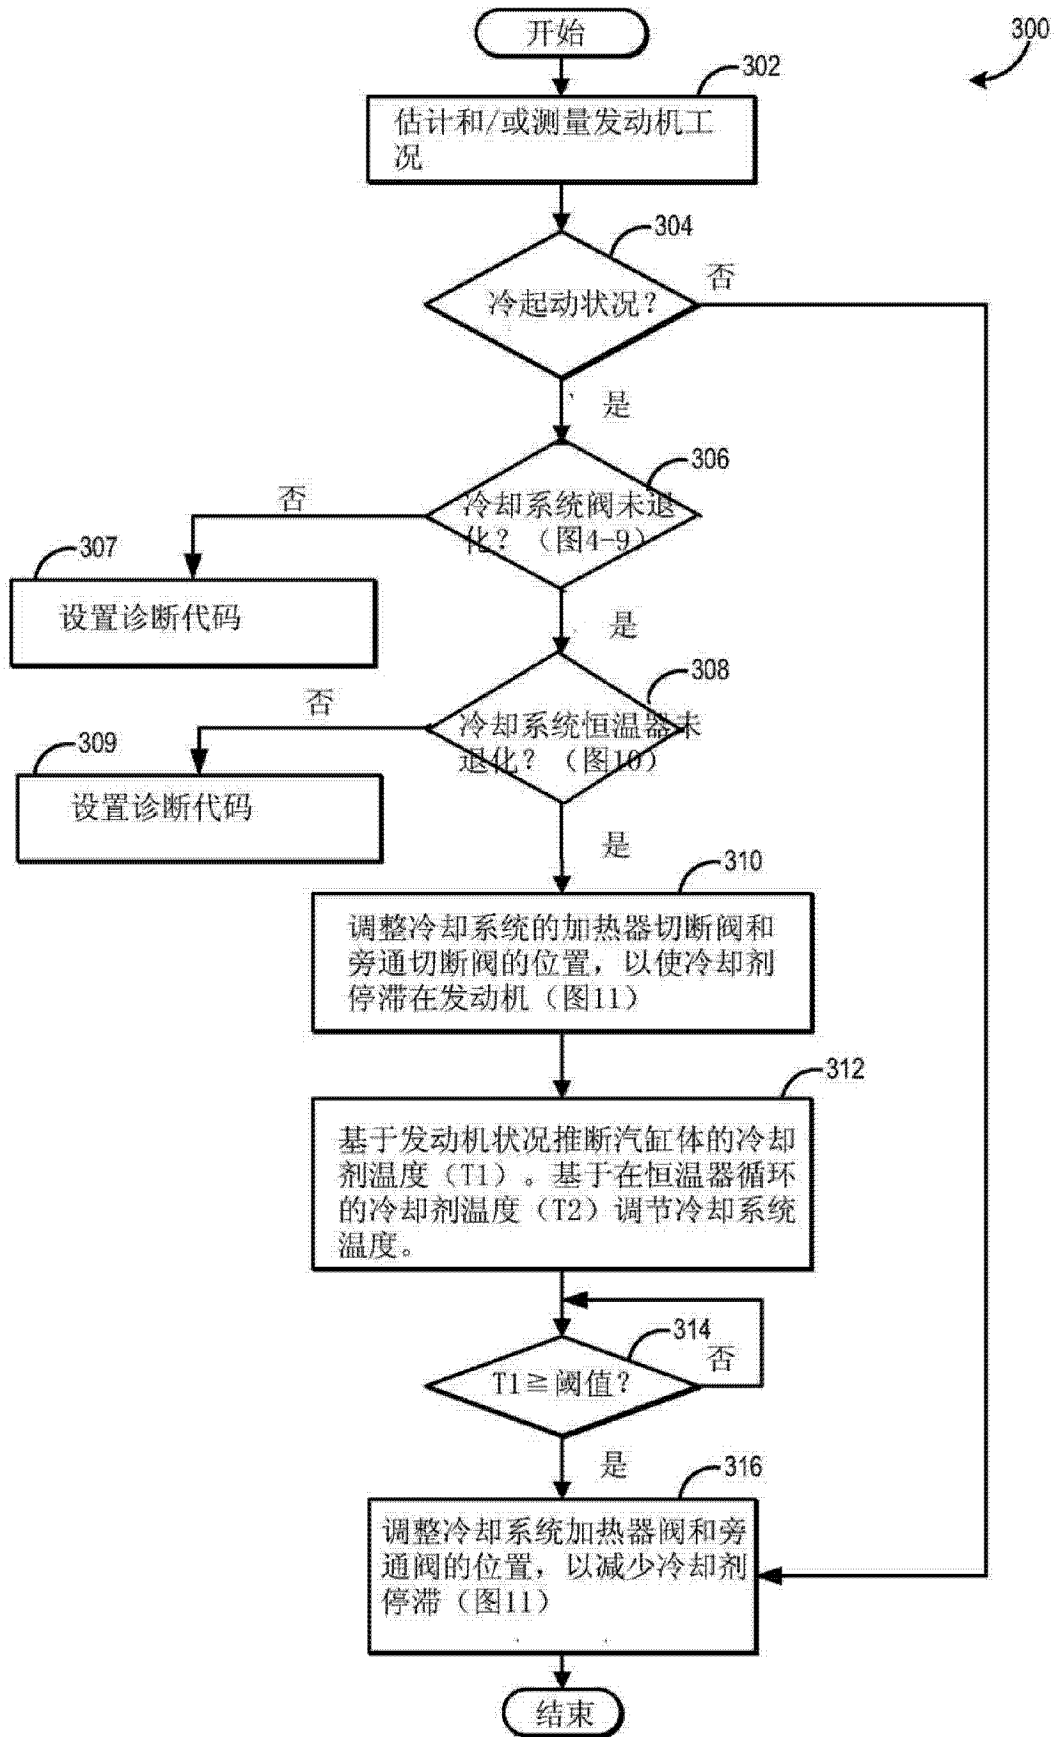 开始
300
302
估计和/或测量发动机工
况
304
冷起动状况?
否
是
306
冷却系统阀未退
化?(图4-9)
否
307
设置诊断代码
是
308
冷却系统恒温器未
退化?(图10)
否
309
设置诊断代码
是
310
调整冷却系统的加热器切断阀和
旁通切断阀的位置,以使冷却剂
停滞在发动机(图11)
312
基于发动机状况推断汽缸体的冷却
剂温度(T1)。基于在恒温器循环
的冷却剂温度(T2)调节冷却系统
温度。
314
T1≧阈值?
否
是
316
调整冷却系统加热器阀和旁
通阀的位置,以减少冷却剂
停滞(图11)
结束